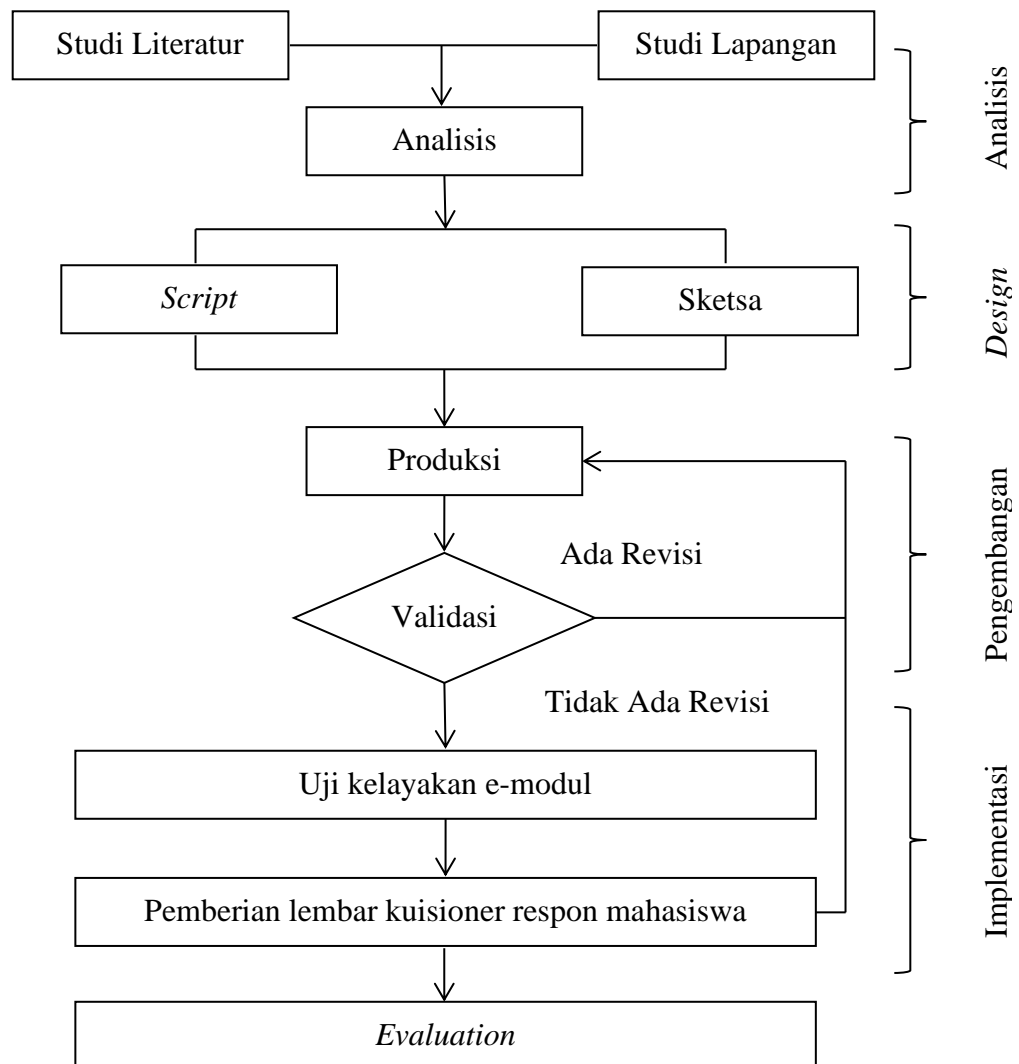 Studi Literatur
Studi Lapangan
Analisis
Analisis
Script
Sketsa
Design
Produksi
Ada Revisi
Validasi
Tidak Ada Revisi
Pengembangan
Uji kelayakan e-modul
Pemberian lembar kuisioner respon mahasiswa
Implementasi
Evaluation